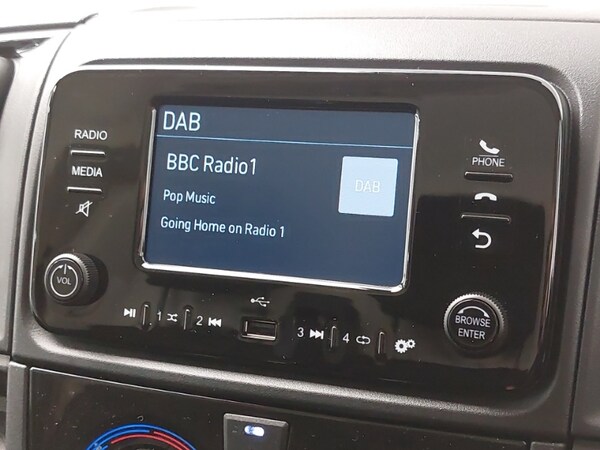 DAB
BBC Radio1
Pop Music
DAB
Going Home on Radio 1
RADIO
MEDIA
VOL
PHONE
1 2 3 4
BROWSE
ENTER